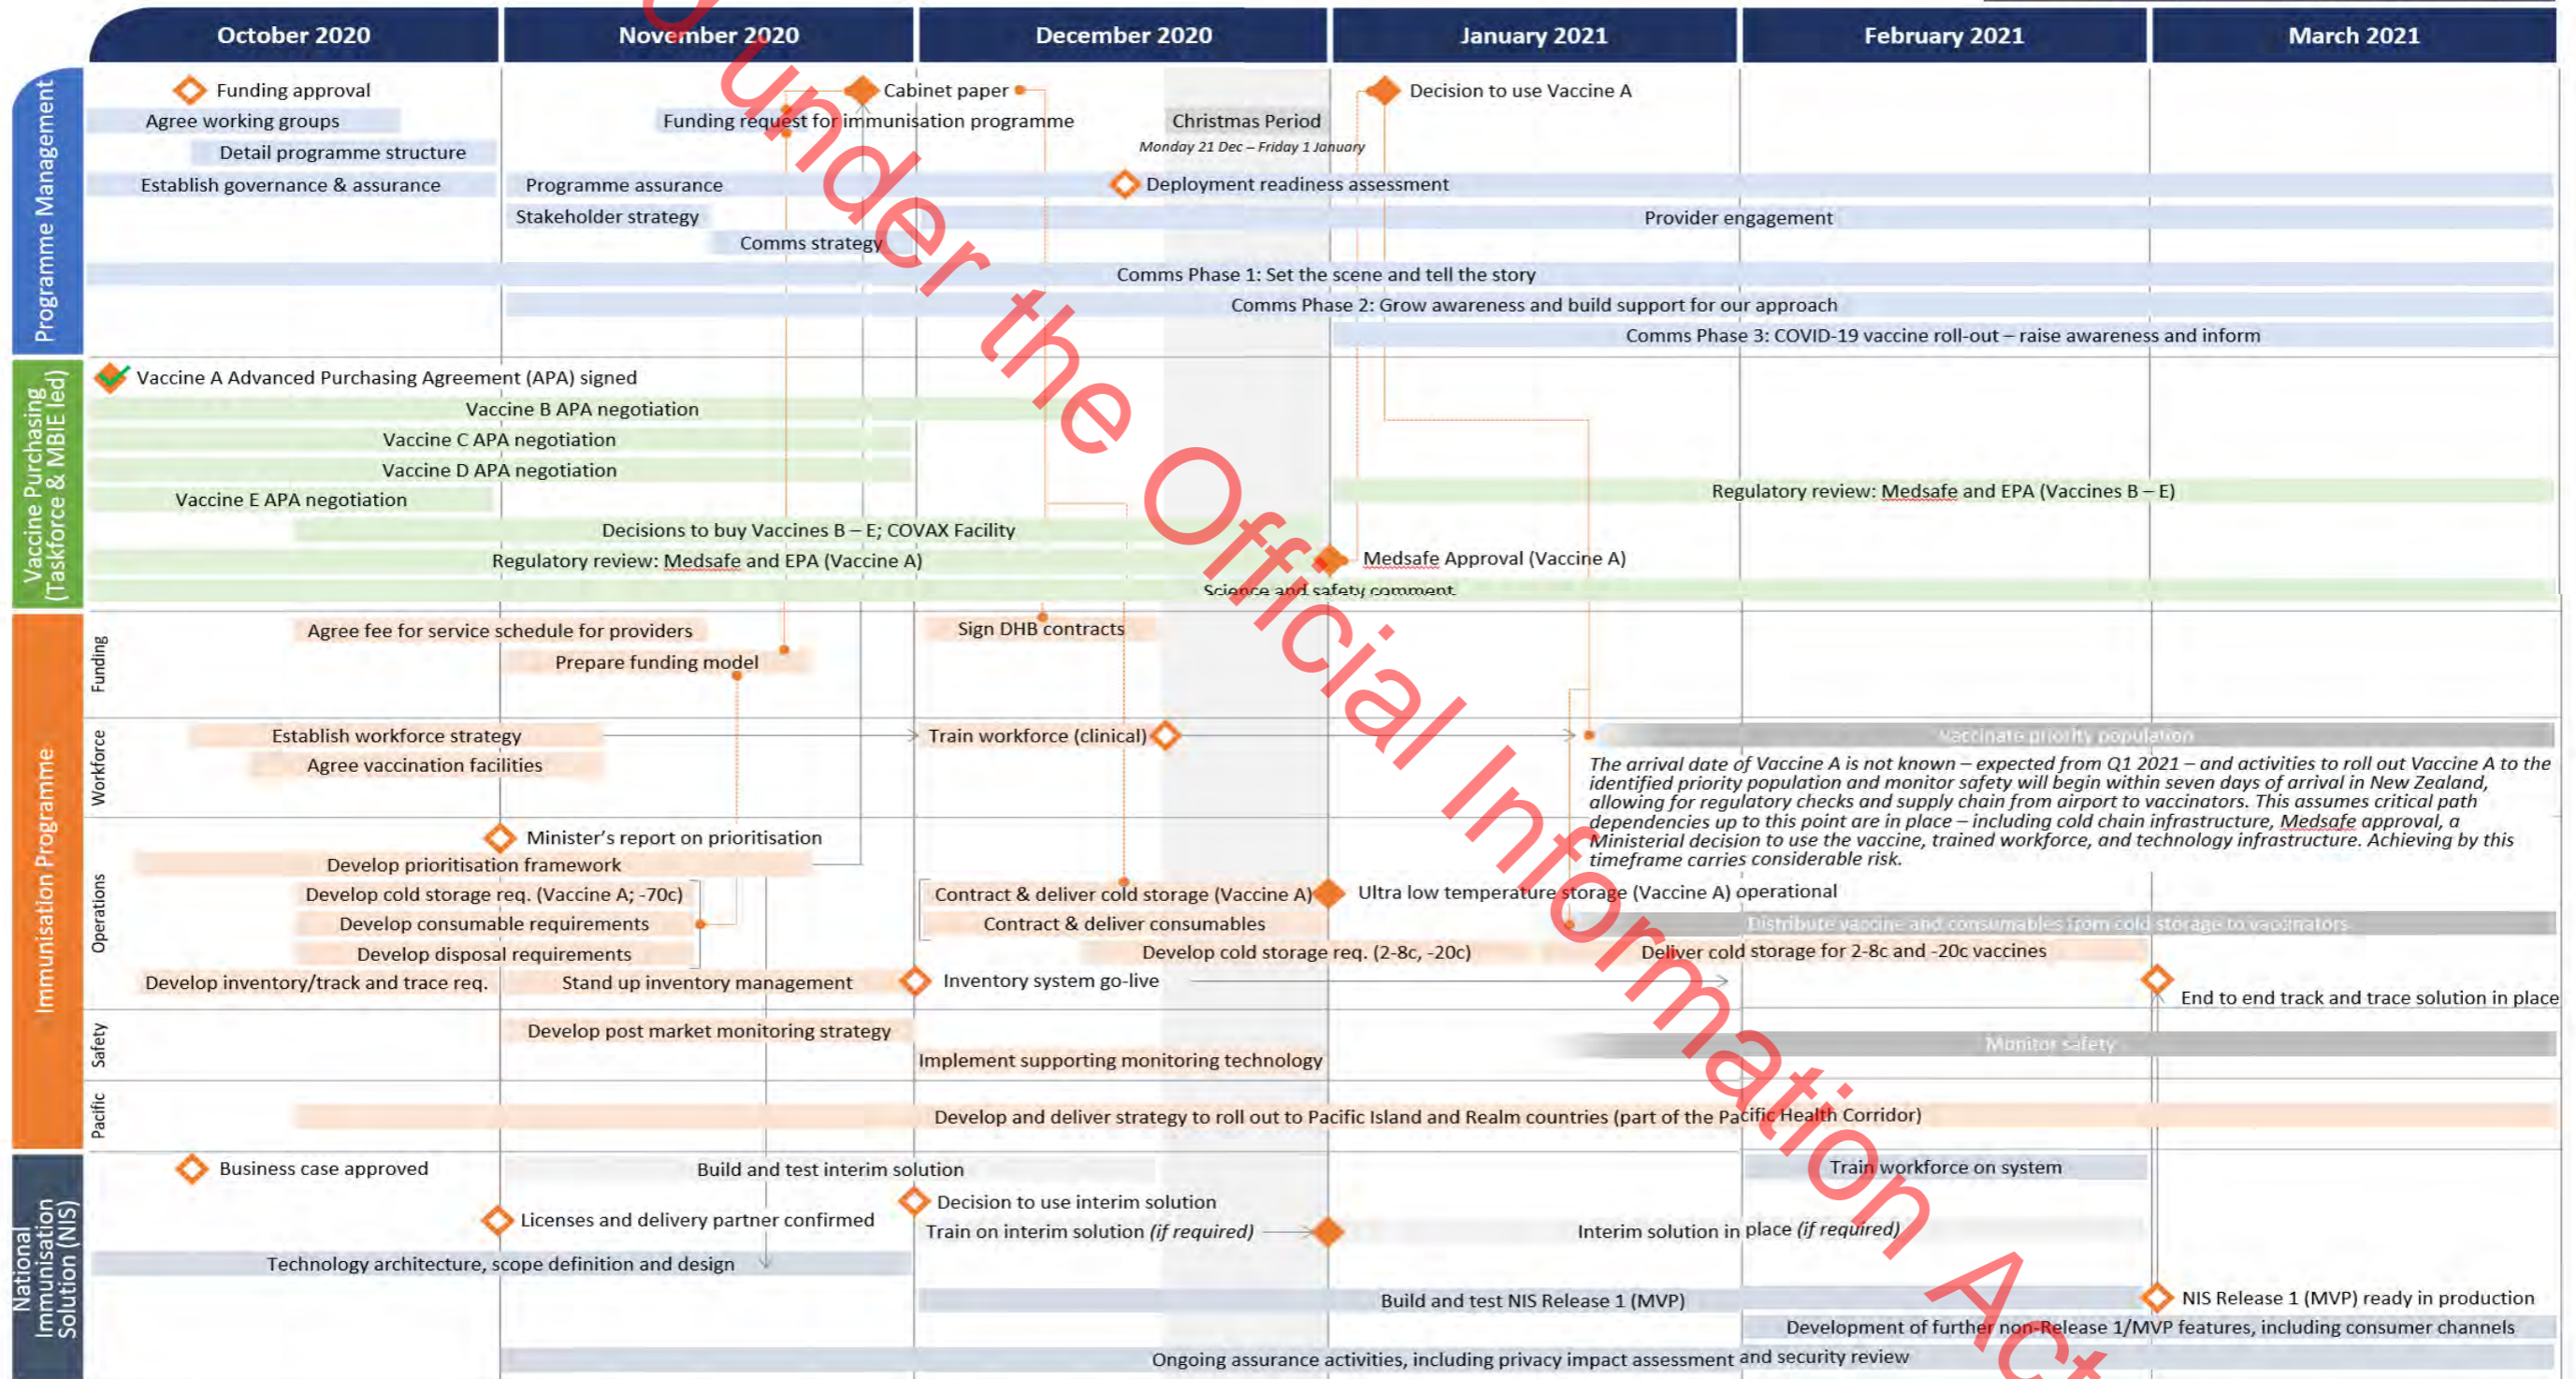 October 2020
November 2020
December 2020
January 2021
February 2021
March 2021
Programme Management
Funding approval
Cabinet paper
Decision to use Vaccine A
Agree working groups
Funding request for immunisation programme
Christmas Period
Detail programme structure
Monday 21 Dec – Friday 1 January
Establish governance & assurance
Programme assurance
Deployment readiness assessment
Stakeholder strategy
Provider engagement
Comms strategy
Comms Phase 1: Set the scene and tell the story
Comms Phase 2: Grow awareness and build support for our approach
Comms Phase 3: COVID-19 vaccine roll-out – raise awareness and inform
Vaccine Purchasing
(Taskforce & MBIE led)
Vaccine A Advanced Purchasing Agreement (APA) signed
Vaccine B APA negotiation
Vaccine C APA negotiation
Vaccine D APA negotiation
Vaccine E APA negotiation
Regulatory review: Medsafe and EPA (Vaccines B – E)
Decisions to buy Vaccines B – E; COVAX Facility
Regulatory review: Medsafe and EPA (Vaccine A)
Medsafe Approval (Vaccine A)
Science and safety comment
Immunisation Programme
Funding
Agree fee for service schedule for providers
Sign DHB contracts
Prepare funding model
Workforce
Establish workforce strategy
Train workforce (clinical)
Vaccinate priority population
Agree vaccination facilities
The arrival date of Vaccine A is not known – expected from Q1 2021 – and activities to roll out Vaccine A to the
identified priority population and monitor safety will begin within seven days of arrival in New Zealand,
allowing for regulatory checks and supply chain from airport to vaccinators. This assumes critical path
dependencies up to this point are in place – including cold chain infrastructure, Medsafe approval, a
Ministerial decision to use the vaccine, trained workforce, and technology infrastructure. Achieving by this
timeframe carries considerable risk.
Operations
Minister's report on prioritisation
Develop prioritisation framework
Develop cold storage req. (Vaccine A; -70c)
Contract & deliver cold storage (Vaccine A)
Ultra low temperature storage (Vaccine A) operational
Develop consumable requirements
Contract & deliver consumables
Distribute vaccine and consumables from cold storage to vaccinators
Develop disposal requirements
Develop cold storage req. (2-8c, -20c)
Deliver cold storage for 2-8c and -20c vaccines
Develop inventory/track and trace req.
Stand up inventory management
Inventory system go-live
End to end track and trace solution in place
Safety
Develop post market monitoring strategy
Monitor safety
Implement supporting monitoring technology
Pacific
Develop and deliver strategy to roll out to Pacific Island and Realm countries (part of the Pacific Health Corridor)
National
Immunisation
Solution (NIS)
Business case approved
Build and test interim solution
Train workforce on system
Decision to use interim solution
Licenses and delivery partner confirmed
Train on interim solution (if required)
Interim solution in place (if required)
Technology architecture, scope definition and design
Build and test NIS Release 1 (MVP)
NIS Release 1 (MVP) ready in production
Development of further non-Release 1/MVP features, including consumer channels
Ongoing assurance activities, including privacy impact assessment and security review
under the Official Information Act